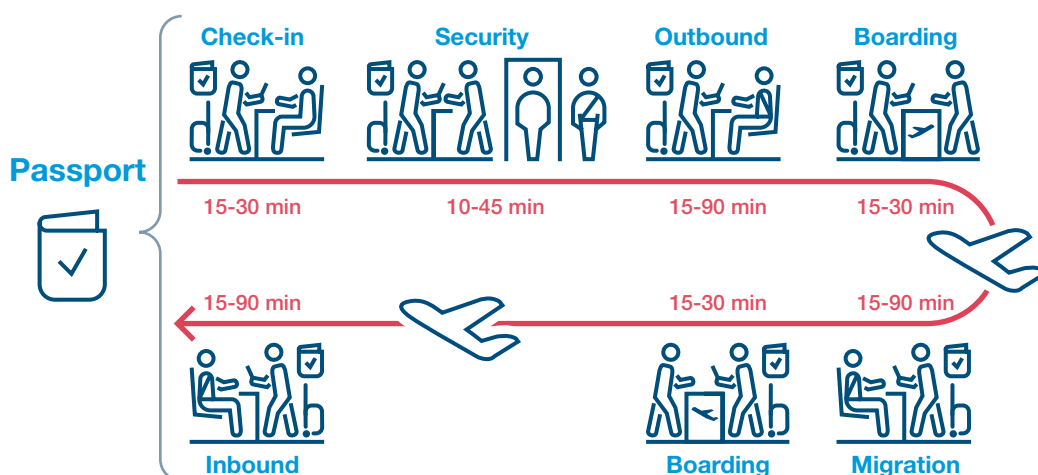 Check-in
Security
Outbound
Boarding
Passport
15-30 min
10-45 min
15-90 min
15-30 min
15-90 min
15-30 min
15-90 min
Inbound
Boarding
Migration